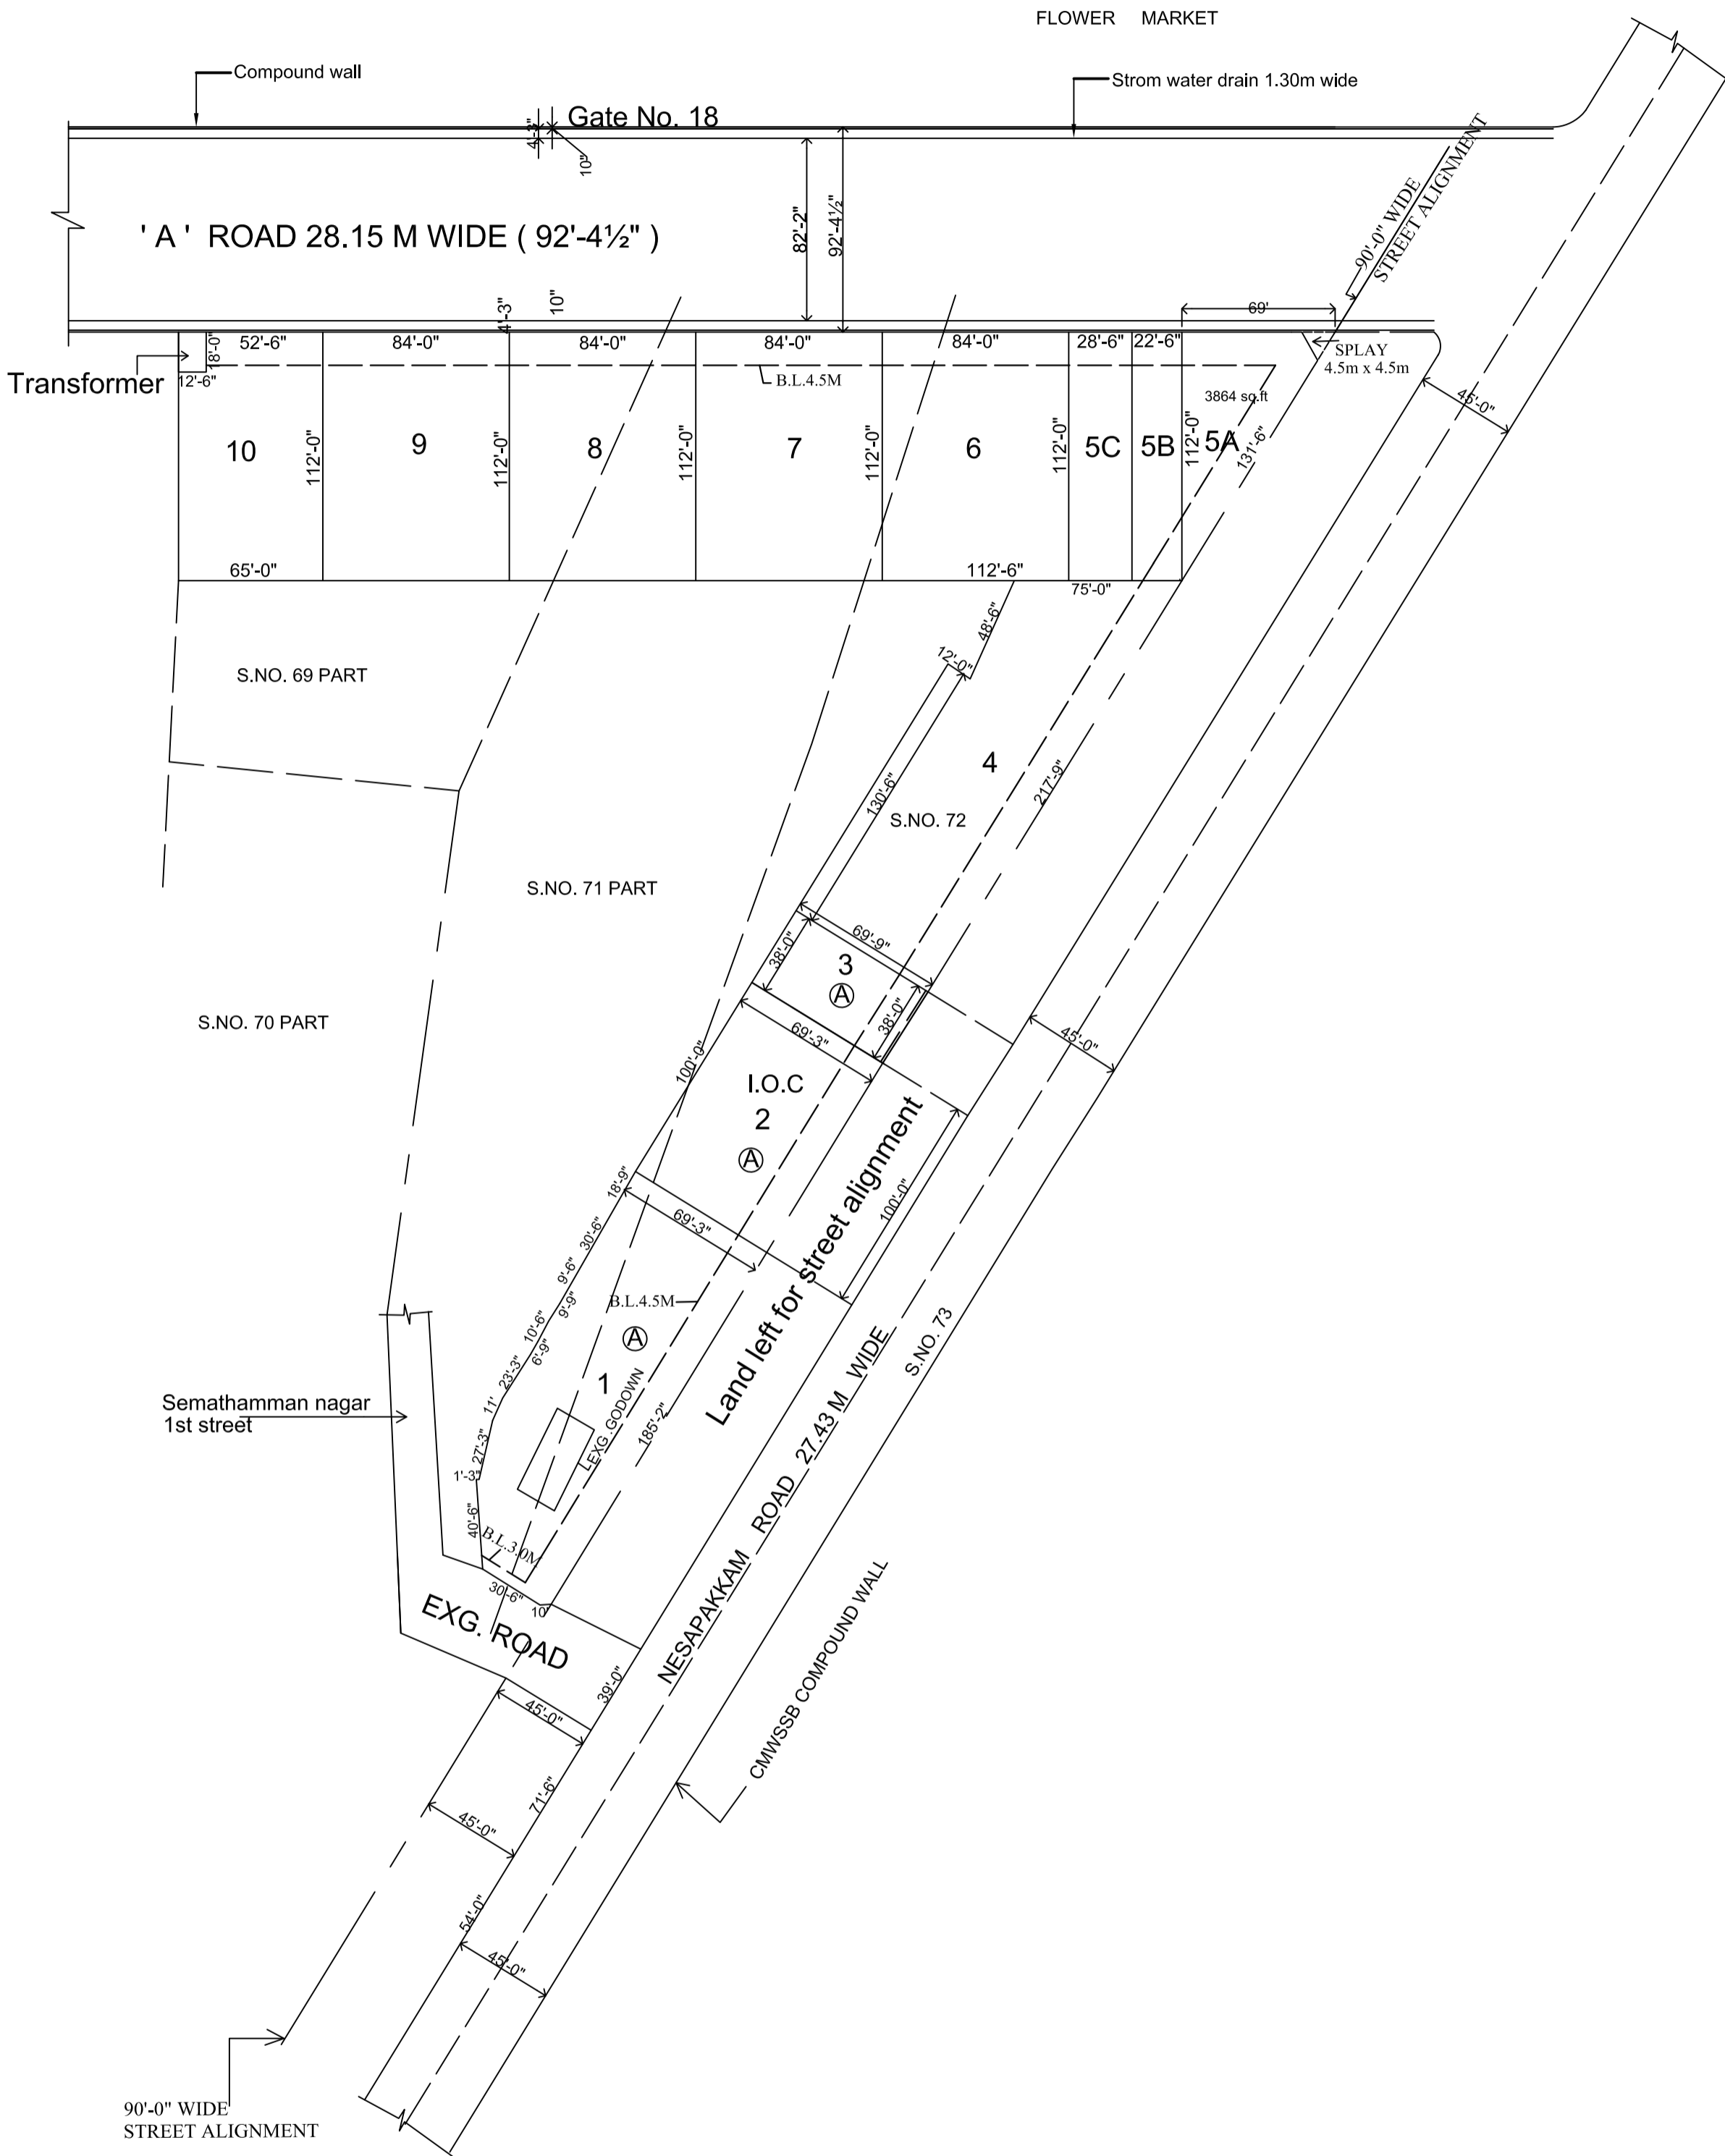 FLOWER MARKET
Compound wall
Strom water drain 1.30m wide
Gate No. 18
4'-3"
10"
' A ' ROAD 28.15 M WIDE ( 92'-4½" )
82'-2"
92'-4½"
90'-0" WIDE
STREET ALIGNMENT
4'-3"
10"
69'
18'-0"
52'-6"
84'-0"
84'-0"
84'-0"
84'-0"
28'-6"
22'-6"
SPLAY
4.5m x 4.5m
Transformer
12'-6"
B.L.4.5M
3864 sq.ft
45'-0"
10
112'-0"
9
112'-0"
8
112'-0"
7
112'-0"
6
112'-0"
5C
5B
112'-0"
5A
131'-6"
65'-0"
112'-6"
75'-0"
48'-6"
12'-0"
S.NO. 69 PART
4
130'-6"
217'-9"
S.NO. 72
S.NO. 71 PART
69'-9"
38'-0"
3
A
38'-0"
S.NO. 70 PART
69'-3"
45'-0"
100'-0"
I.O.C
2
A
Land left for street alignment
100'-0"
18'-9"
69'-3"
30'-6"
9'-6"
9'-9"
B.L.4.5M
10'-6"
6'-9"
A
23'-3"
1
11'
EXG .GODOWN
185'-2"
S.NO. 73
NESAPAKKAM ROAD 27.43 M WIDE
Semathamman nagar
1st street
27'-3"
1'-3"
40'-6"
B.L.3.0M
30'-6"
10'
EXG. ROAD
CMWSSB COMPOUND WALL
39'-0"
45'-0"
71'-6"
45'-0"
54'-0"
45'-0"
90'-0" WIDE
STREET ALIGNMENT